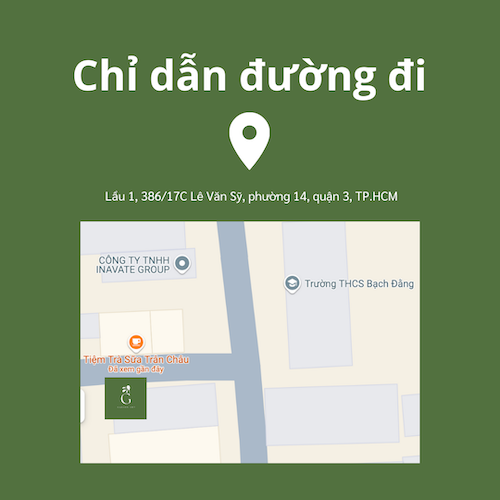 Chỉ dẫn đường đi
Lầu 1, 386/17C Lê Văn Sỹ, phường 14, quận 3, TP.HCM
CÔNG TY TNHH
INAVATE GROUP
Trường THCS Bạch Đằng
Tiệm Trà Sữa Trân Châu
Đã xem gần đây
G